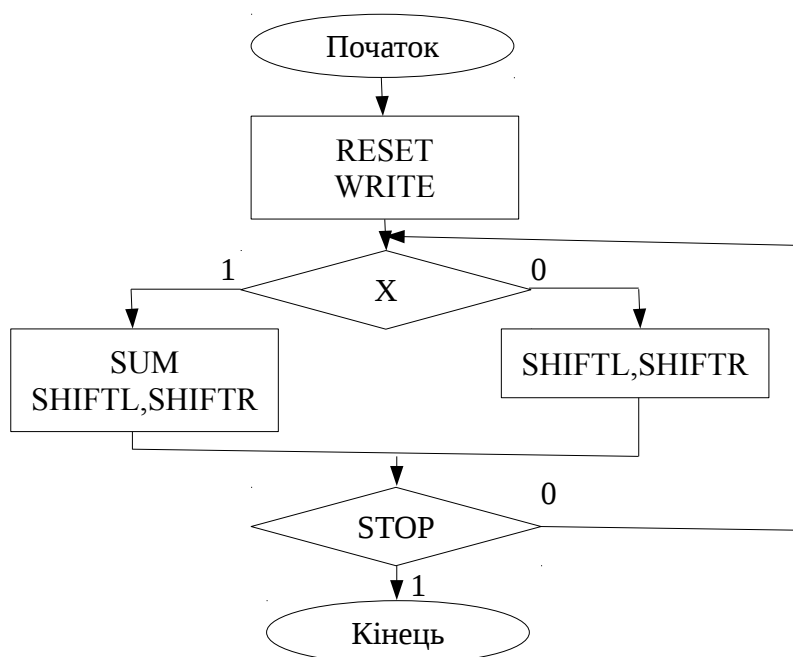 Початок
RESET
WRITE
1
X
0
SUM
SHIFTL,SHIFTR
SHIFTL,SHIFTR
STOP
0
1
Кінець